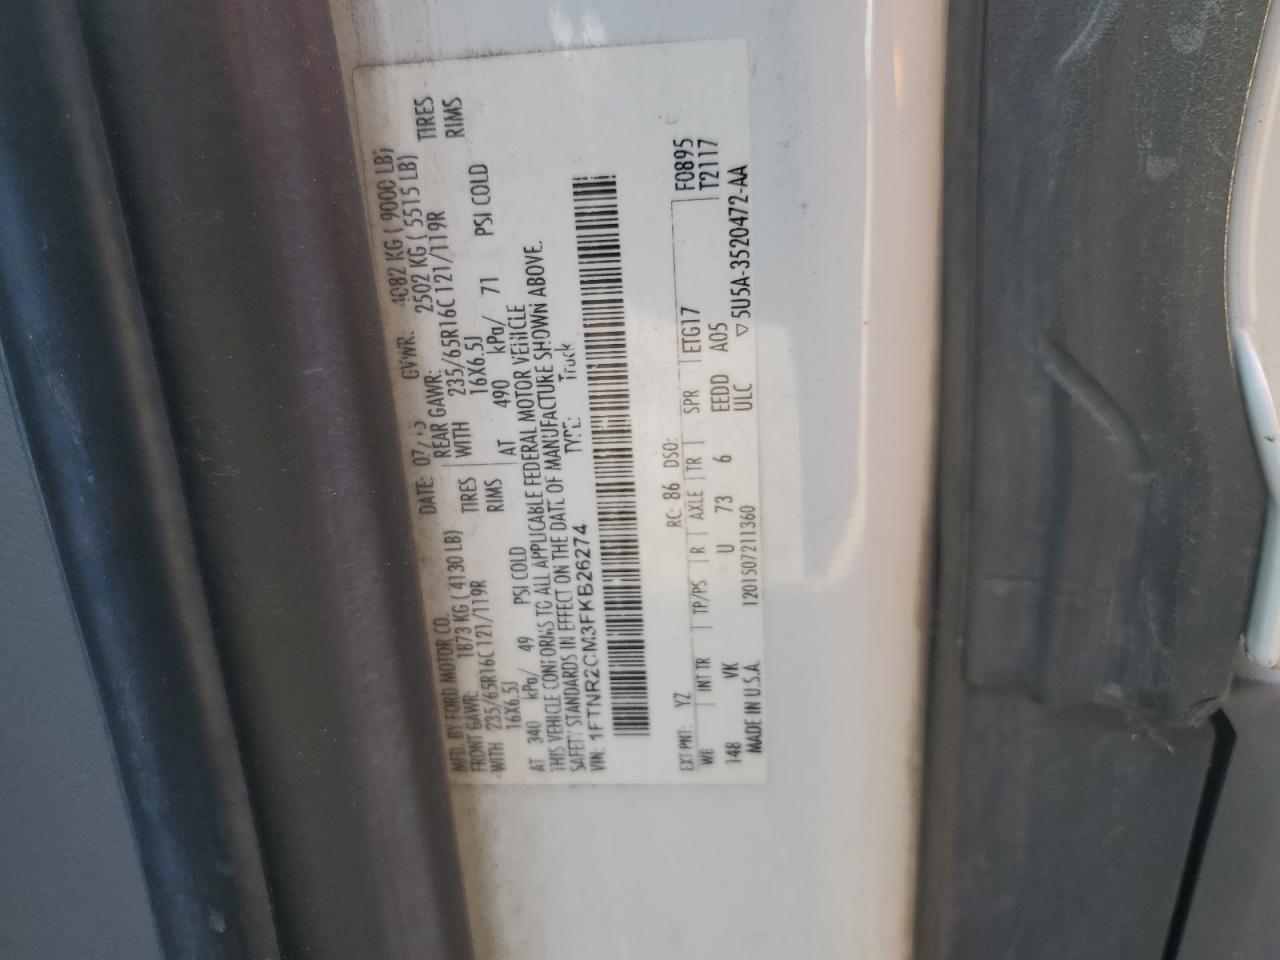 MFD. BY FORD MOTOR CO. DATE: 07/15 GVWR: 4082 KG ( 9000 LB)
FRONT GAWR: 1873 KG ( 4130 LB) REAR GAWR: 2502 KG ( 5515 LB)
WITH 235/65R16C 121/119R TIRES WITH 235/65R16C 121/119R TIRES
16X6.5J RIMS 16X6.5J RIMS
AT 340 kPa/ 49 PSI COLD AT 490 kPa/ 71 PSI COLD
THIS VEHICLE CONFORMS TO ALL APPLICABLE FEDERAL MOTOR VEHICLE
SAFETY STANDARDS IN EFFECT ON THE DATE OF MANUFACTURE SHOWN ABOVE.
VIN: 1FTNR2CM3FKB26274 TYPE: Truck
EXT PNT: YZ RC: 86 DSO: F0895
WB INT TR TP/PS R AXLE TR SPR ETG17 T2117
148 VK U 73 6 EEDD A05
MADE IN U.S.A. 1201507211360 ULC ▽ 5U5A-3520472-AA